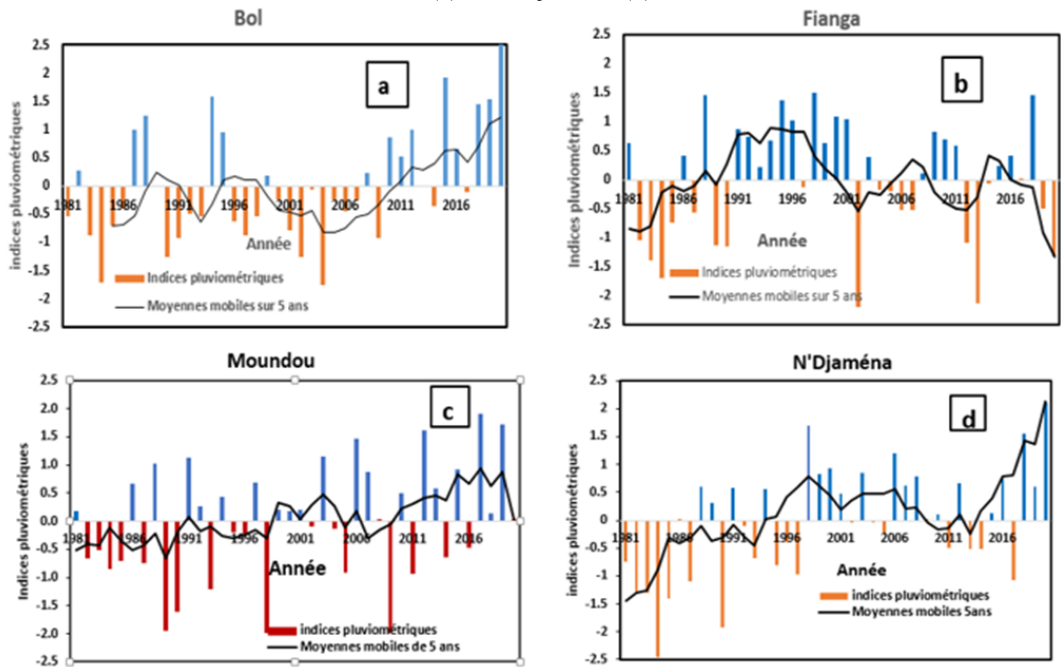 Bol
2.5
2
1.5
1
0.5
0
-0.5
-1
-1.5
-2
-2.5
indices pluviométriques
a
1981 1986 1991 1996 2001 2006 2011 2016
Année
Indices pluviométriques
Moyennes mobiles sur 5 ans
Fianga
2.5
2
1.5
1
0.5
0
-0.5
-1
-1.5
-2
-2.5
indices pluviométriques
b
1981 1986 1991 1996 2001 2006 2011 2016
Année
Indices pluviométriques
Moyennes mobiles sur 5 ans
Moundou
2.5
2.0
1.5
1.0
0.5
0.0
-0.5
-1.0
-1.5
-2.0
-2.5
Indices pluviométriques
c
1981 1986 1991 1996 2001 2006 2011 2016
Année
indices pluviométriques
Moyennes mobiles de 5 ans
N'Djaména
2.5
2
1.5
1
0.5
0
-0.5
-1
-1.5
-2
-2.5
Indices pluviométriques
d
1981 1986 1991 1996 2001 2006 2011 2016
Année
indices pluviométriques
Moyennes mobiles 5ans